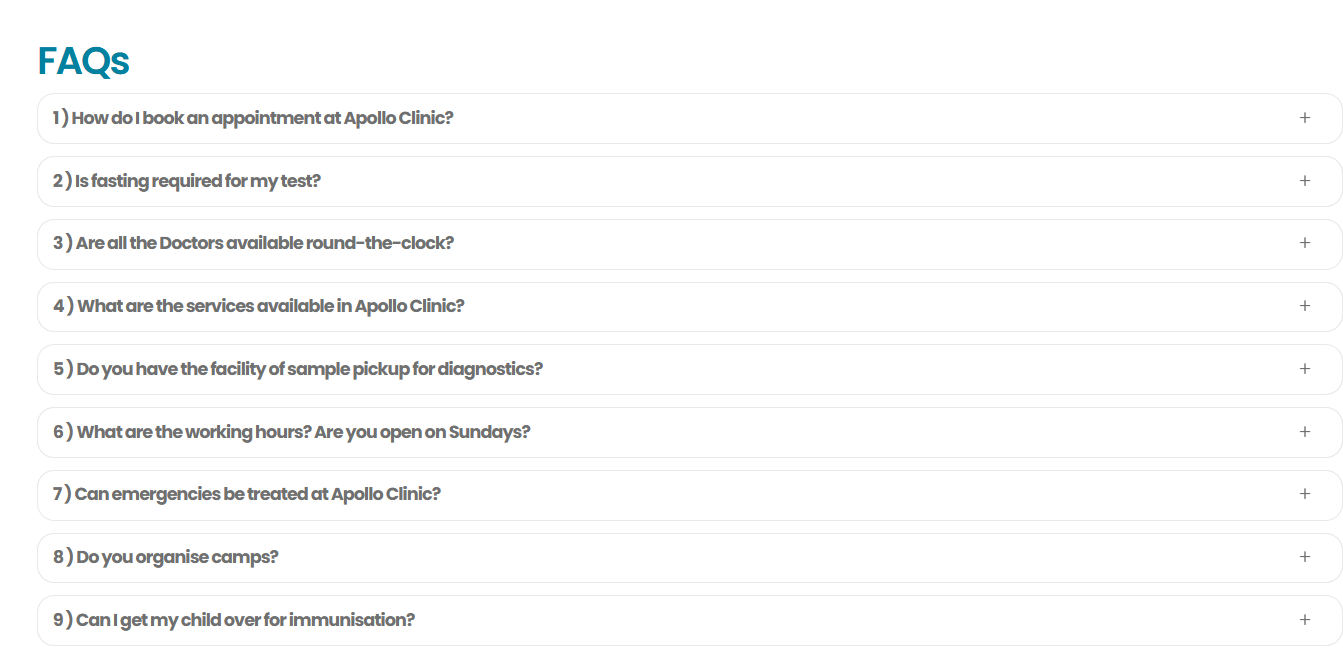 FAQs
1 ) How do I book an appointment at Apollo Clinic? +
2 ) Is fasting required for my test? +
3 ) Are all the Doctors available round-the-clock? +
4 ) What are the services available in Apollo Clinic? +
5 ) Do you have the facility of sample pickup for diagnostics? +
6 ) What are the working hours? Are you open on Sundays? +
7 ) Can emergencies be treated at Apollo Clinic? +
8 ) Do you organise camps? +
9 ) Can I get my child over for immunisation? +